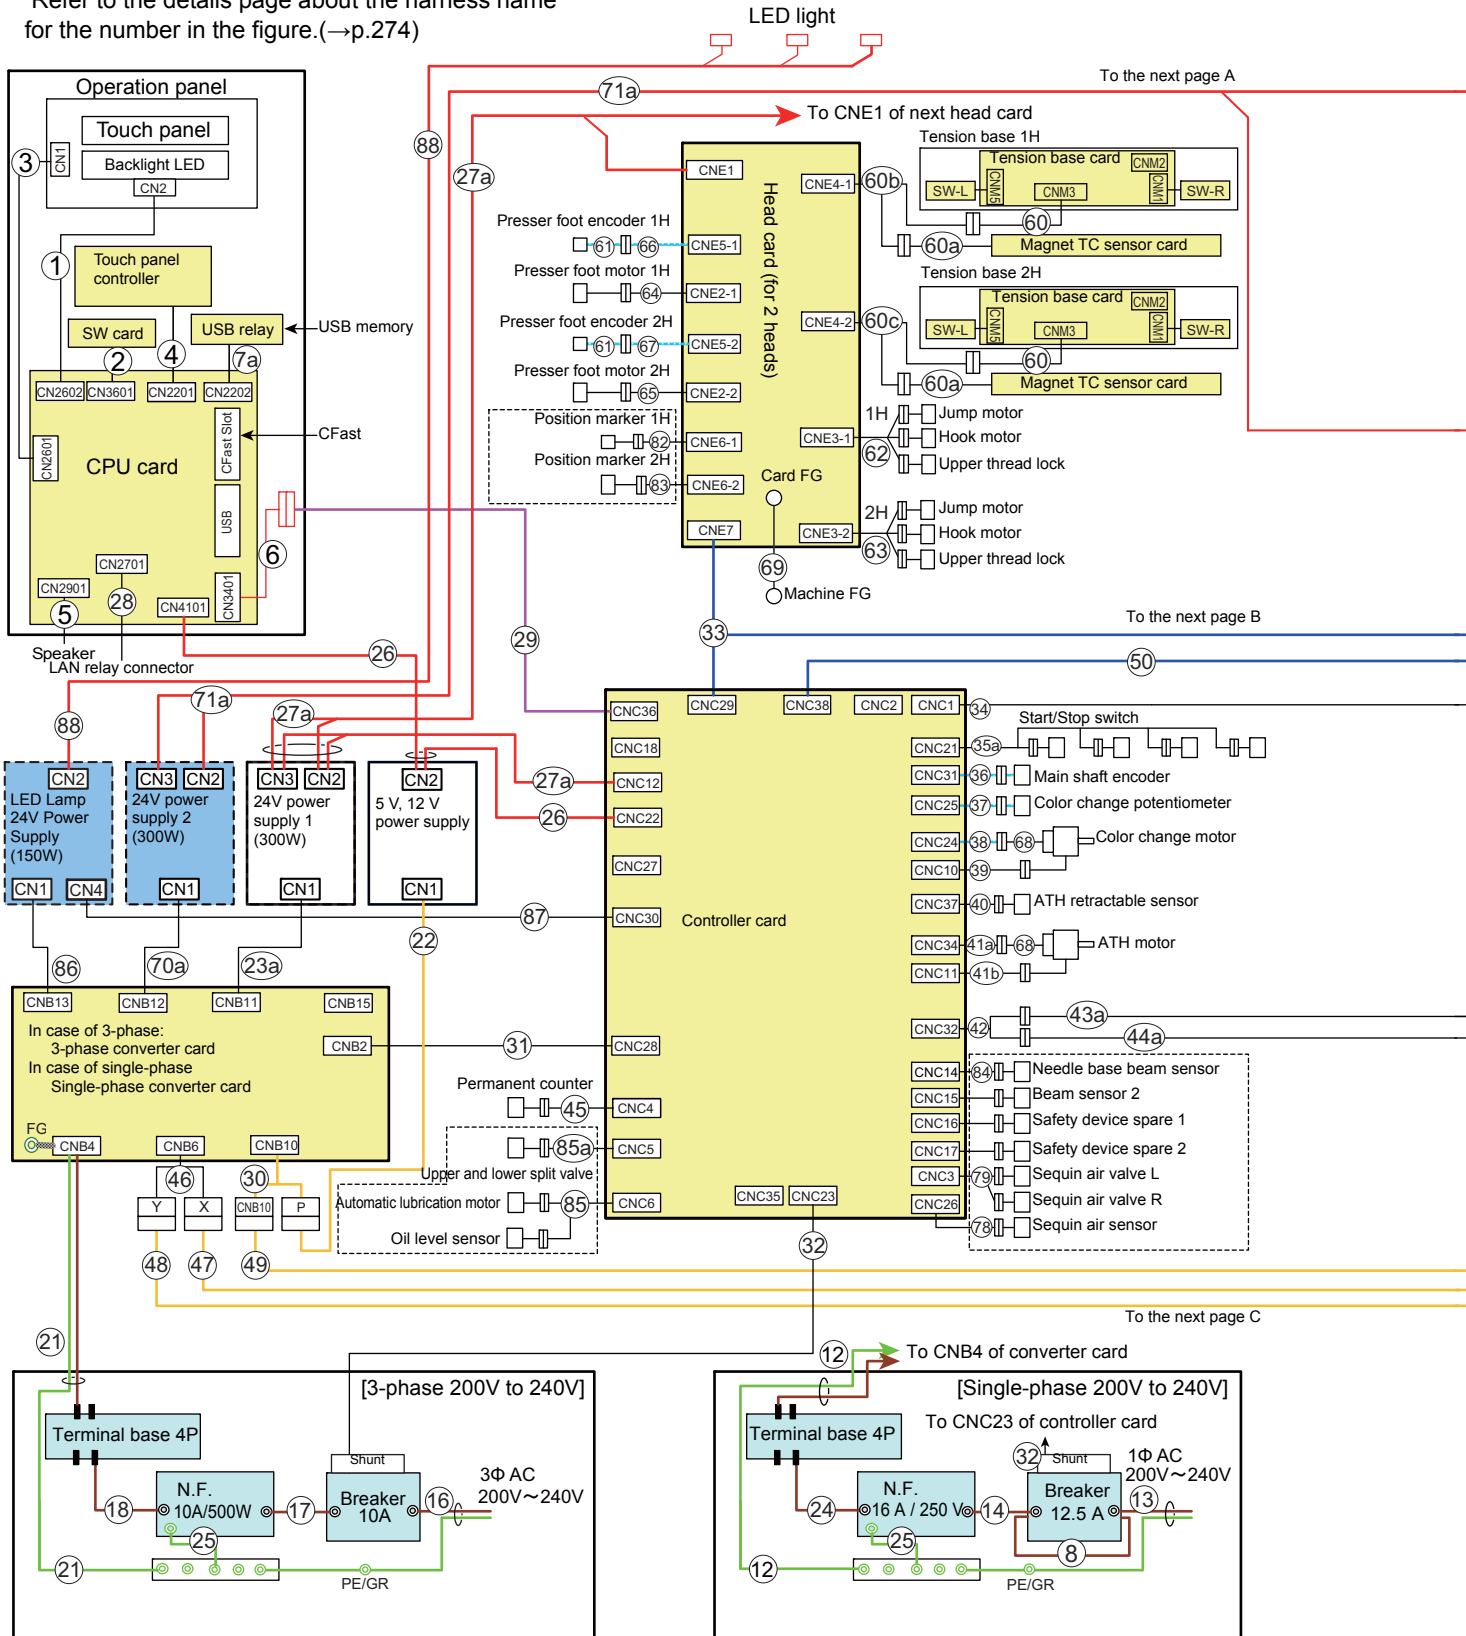 Refer to the details page about the harness name
for the number in the figure.(→p.274)
LED light
To the next page A
71a
To CNE1 of next head card
88
27a
Operation panel
Touch panel
Backlight LED
CN1
CN2
3
1
Touch panel
controller
SW card
USB relay
USB memory
2
4
7a
CN2602
CN3601
CN2201
CN2202
CFast Slot
CFast
CN2601
CPU card
USB
6
CN2701
CN2901
CN3401
CN4101
5
28
Speaker
LAN relay connector
26
29
CNE1
Head card (for 2 heads)
CNE4-1
60b
Presser foot encoder 1H
61
66
CNE5-1
Presser foot motor 1H
64
CNE2-1
Presser foot encoder 2H
61
67
CNE5-2
CNE4-2
60c
Presser foot motor 2H
65
CNE2-2
Position marker 1H
82
CNE6-1
Position marker 2H
83
CNE6-2
CNE3-1
Card FG
CNE7
CNE3-2
69
Machine FG
Tension base 1H
Tension base card
CNM2
SW-L
CNM5
CNM3
CNM1
SW-R
60
60a
Magnet TC sensor card
Tension base 2H
Tension base card
CNM2
SW-L
CNM5
CNM3
CNM1
SW-R
60
60a
Magnet TC sensor card
1H
62
Jump motor
Hook motor
Upper thread lock
2H
63
Jump motor
Hook motor
Upper thread lock
33
To the next page B
50
88
71a
27a
CN2
LED Lamp
24V Power
Supply
(150W)
CN1
CN4
CN3
CN2
24V power
supply 2
(300W)
CN1
CN3
CN2
24V power
supply 1
(300W)
CN1
CN2
5 V, 12 V
power supply
CN1
27a
26
87
22
86
70a
23a
CNC36
CNC29
CNC38
CNC2
CNC1
34
CNC18
CNC12
CNC22
CNC27
CNC30
Controller card
CNC28
CNC4
CNC5
CNC6
CNC35
CNC23
CNC21
35a
Start/Stop switch
CNC31
36
Main shaft encoder
CNC25
37
Color change potentiometer
CNC24
38
68
Color change motor
CNC10
39
CNC37
40
ATH retractable sensor
CNC34
41a
68
ATH motor
CNC11
41b
CNC32
42
43a
44a
CNC14
84
Needle base beam sensor
CNC15
Beam sensor 2
CNC16
Safety device spare 1
CNC17
Safety device spare 2
CNC3
79
Sequin air valve L
Sequin air valve R
CNC26
78
Sequin air sensor
CNB13
CNB12
CNB11
CNB15
In case of 3-phase:
3-phase converter card
In case of single-phase
Single-phase converter card
CNB2
31
FG
CNB4
CNB6
CNB10
46
30
Y
X
CNB10
P
48
47
49
Permanent counter
45
85a
Upper and lower split valve
Automatic lubrication motor
85
Oil level sensor
32
To the next page C
21
[3-phase 200V to 240V]
Terminal base 4P
Shunt
18
N.F.
10A/500W
17
Breaker
10A
16
3Φ AC
200V～240V
25
21
PE/GR
12
To CNB4 of converter card
[Single-phase 200V to 240V]
Terminal base 4P
To CNC23 of controller card
32
Shunt
24
N.F.
16 A / 250 V
14
Breaker
12.5 A
13
1Φ AC
200V～240V
8
25
12
PE/GR